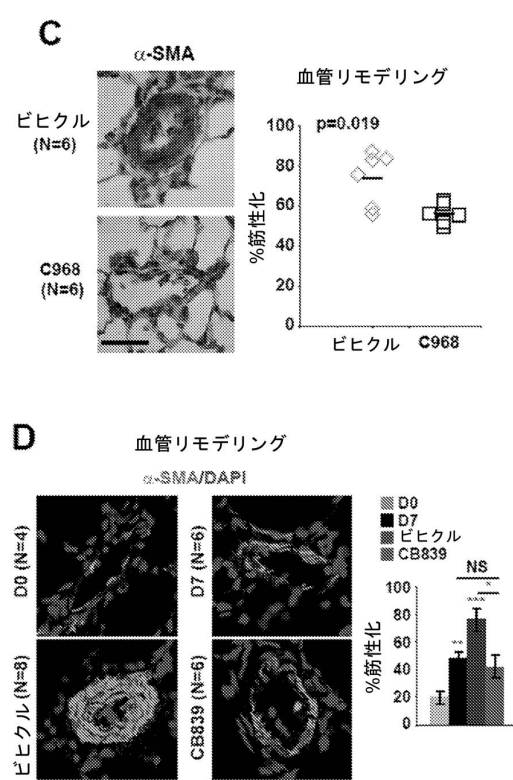 C
α-SMA
ビヒクル
(N=6)
C968
(N=6)
血管リモデリング
p=0.019
%筋性化
100
80
60
40
20
0
ビヒクル C968
D
血管リモデリング
α-SMA/DAPI
D0 (N=4)
D7 (N=6)
ビヒクル (N=8)
CB839 (N=6)
D0
D7
ビヒクル
CB839
NS
*
***
**
%筋性化
100
80
60
40
20
0